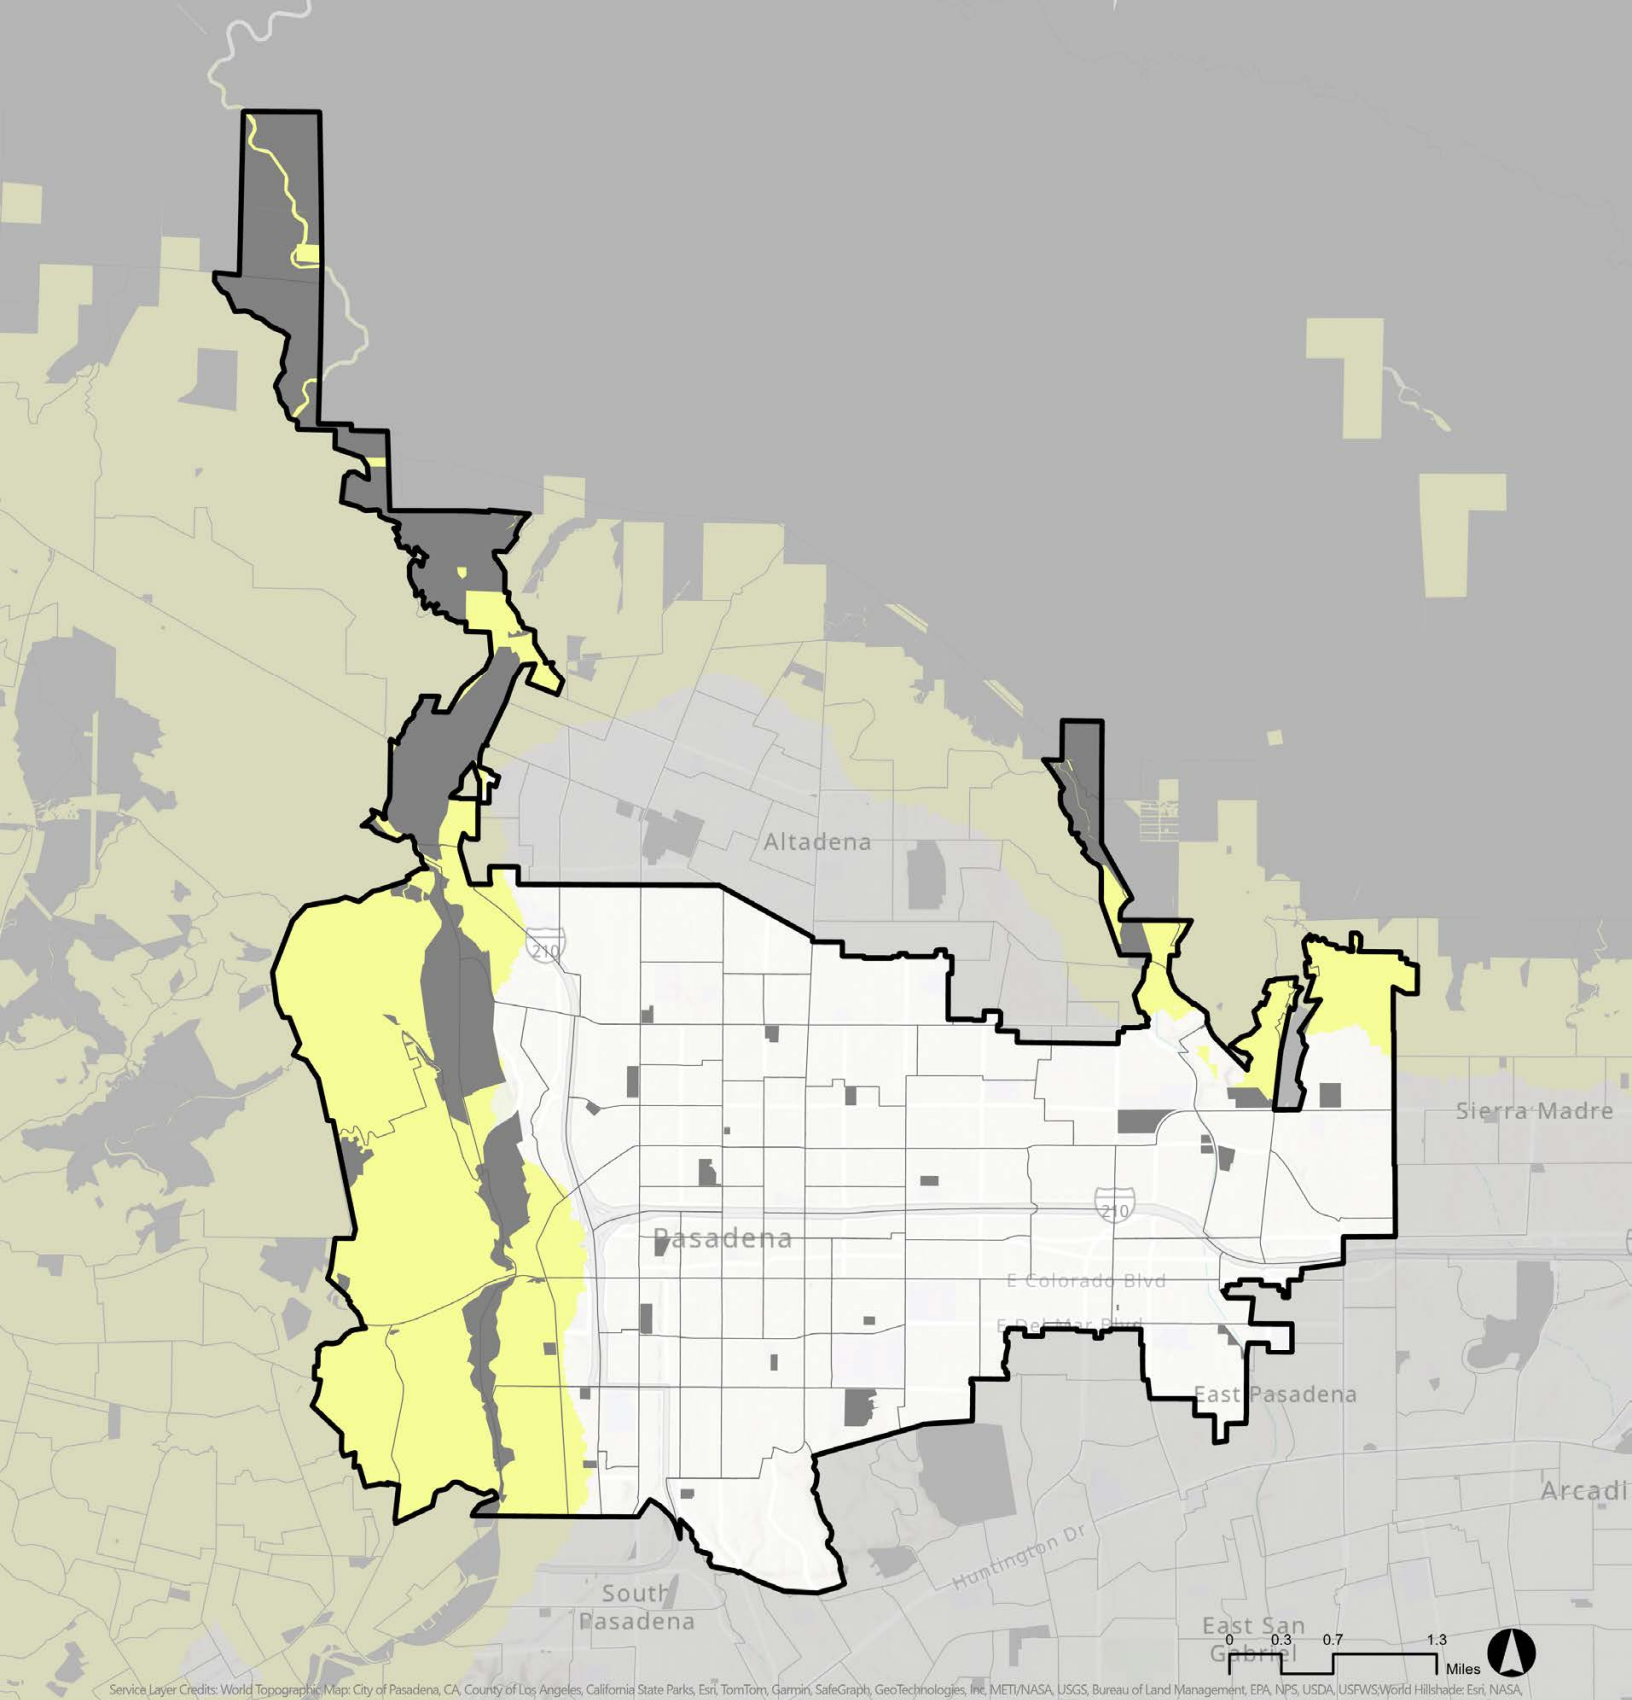 Altadena
210
Sierra Madre
210
Pasadena
E Colorado Blvd
E Del Mar Blvd
East Pasadena
Arcadi
Huntington Dr
South
Pasadena
East San
Gabriel
0 0.3 0.7 1.3
Miles
Service Layer Credits: World Topographic Map: City of Pasadena, CA, County of Los Angeles, California State Parks, Esri, TomTom, Garmin, SafeGraph, GeoTechnologies, Inc, METI/NASA, USGS, Bureau of Land Management, EPA, NPS, USDA, USFWS;World Hillshade: Esri, NASA,